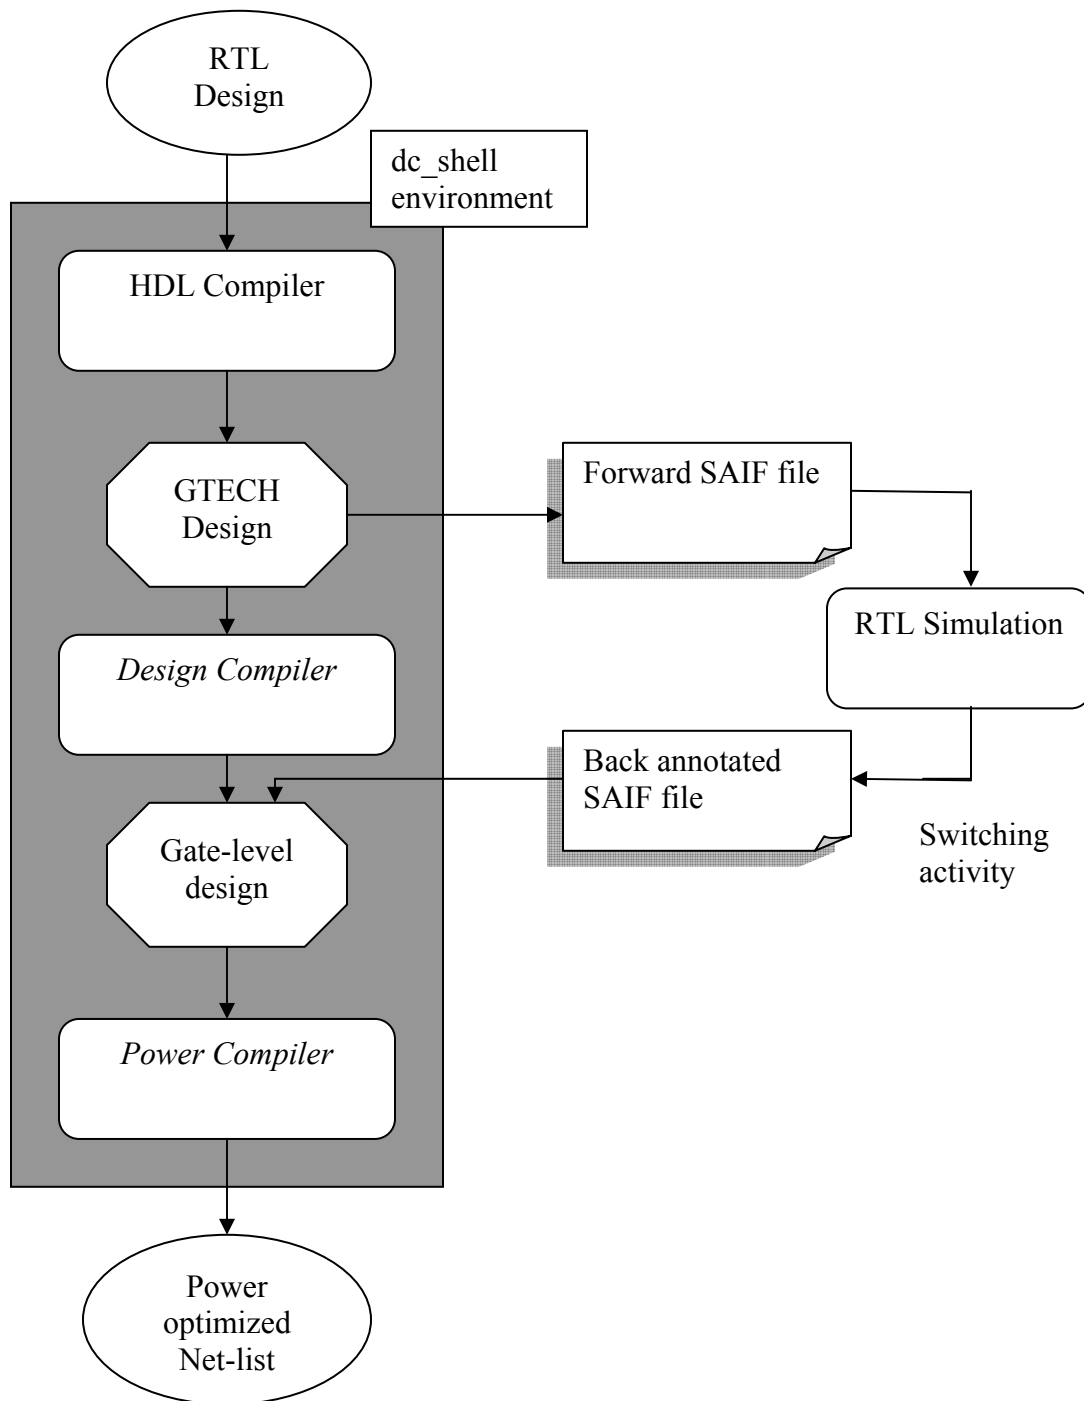 RTL
Design
dc_shell
environment
HDL Compiler
GTECH
Design
Forward SAIF file
RTL Simulation
Design Compiler
Back annotated
SAIF file
Switching
activity
Gate-level
design
Power Compiler
Power
optimized
Net-list